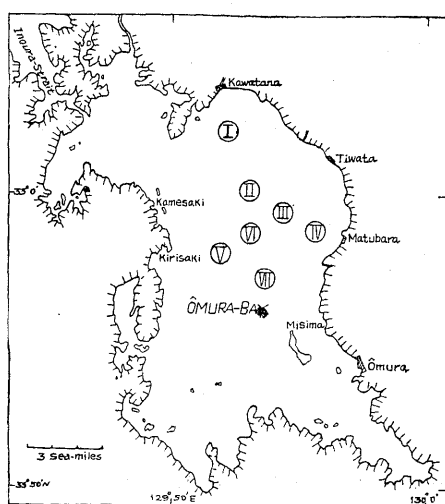 Inoura-Strait
Kawatana
I
Tiwata
33°0'
II
Kamesaki
III
VI
IV
Matubara
V
Kirisaki
VII
ÔMURA-BAY
Misima
Ômura
3 sea-miles
33°50'N
129°50'E
130°0'